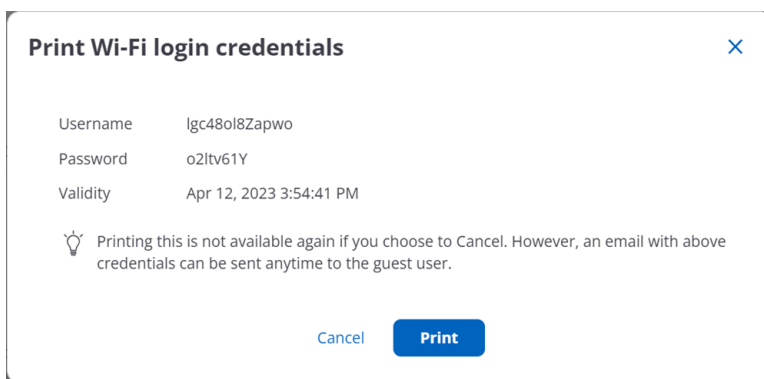 Print Wi-Fi login credentials
Username lgc48ol8Zapwo
Password o2ltv61Y
Validity Apr 12, 2023 3:54:41 PM
Printing this is not available again if you choose to Cancel. However, an email with above
credentials can be sent anytime to the guest user.
Cancel Print